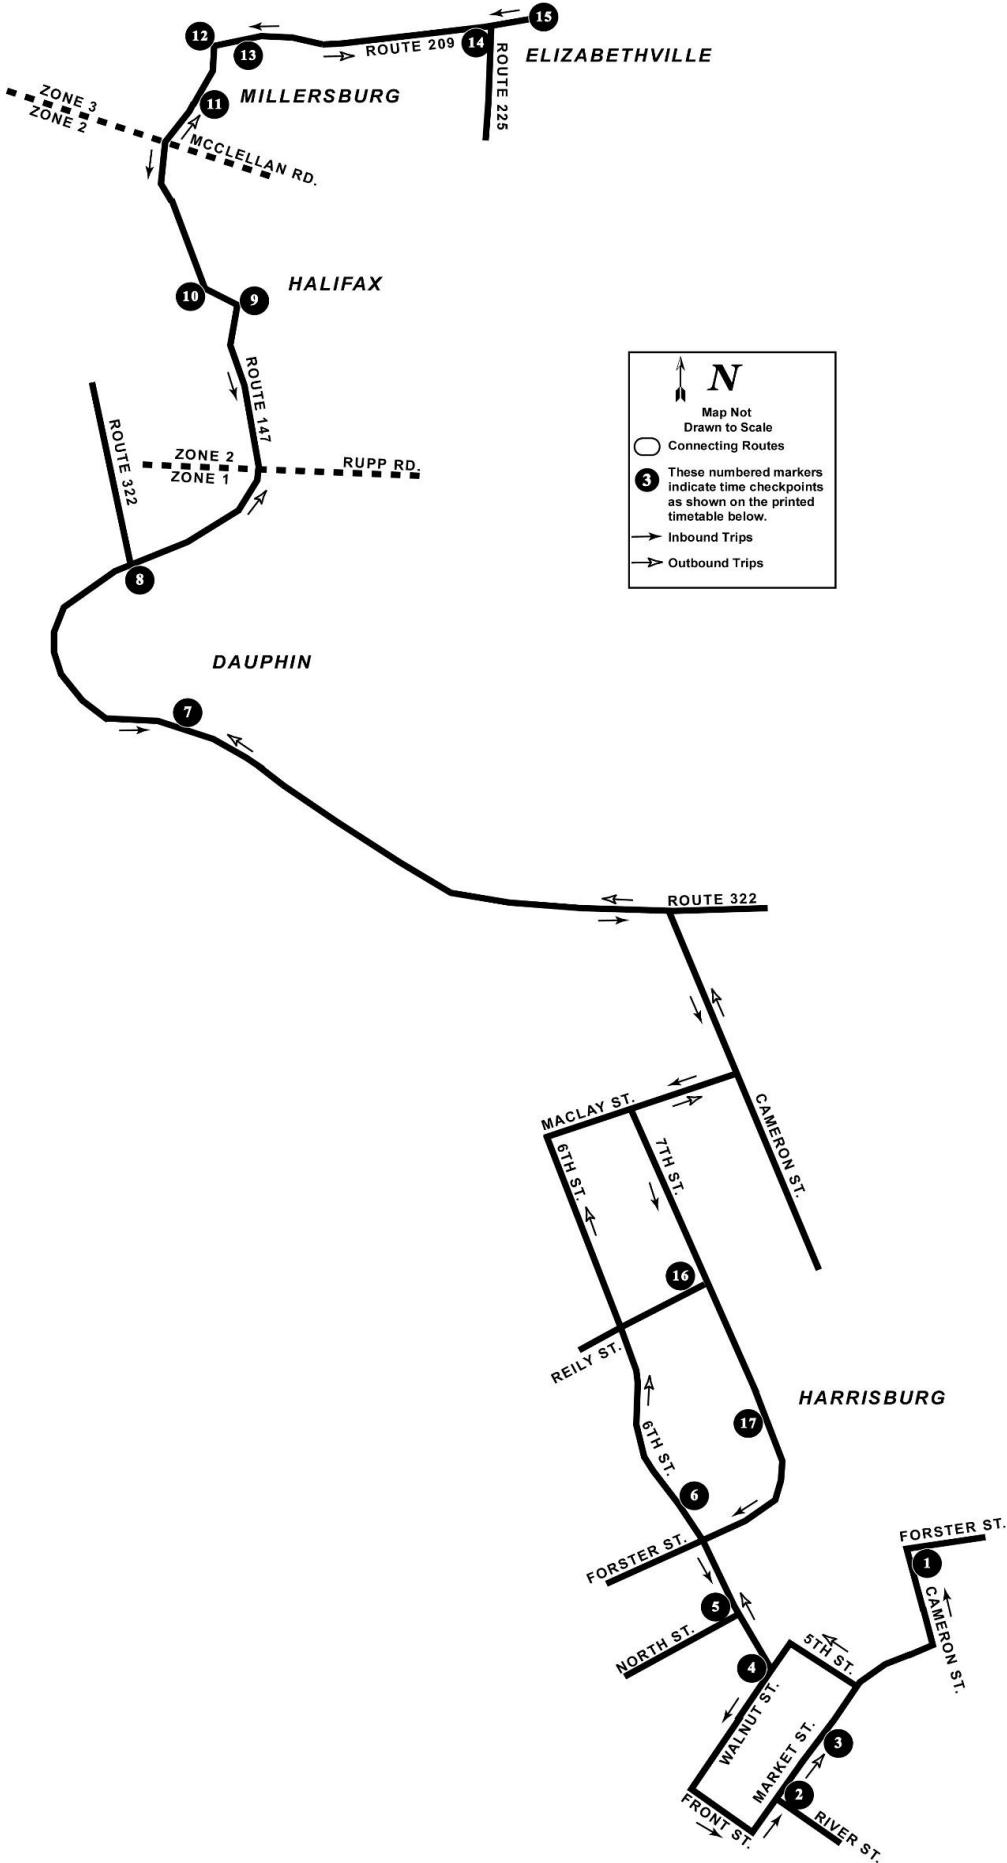 15
12
14
13
ROUTE 209
ELIZABETHVILLE
ROUTE 225
11
MILLERSBURG
ZONE 3
ZONE 2
MCCLELLAN RD.
HALIFAX
10
9
ROUTE 147
N
Map Not
Drawn to Scale
Connecting Routes
3
These numbered markers
indicate time checkpoints
as shown on the printed
timetable below.
Inbound Trips
Outbound Trips
ROUTE 322
ZONE 2
ZONE 1
RUPP RD.
8
DAUPHIN
7
ROUTE 322
CAMERON ST.
MACLAY ST.
6TH ST.
7TH ST.
16
REILY ST.
HARRISBURG
17
6TH ST.
6
FORSTER ST.
FORSTER ST.
1
CAMERON ST.
5
NORTH ST.
4
5TH ST.
WALNUT ST.
MARKET ST.
3
2
FRONT ST.
RIVER ST.